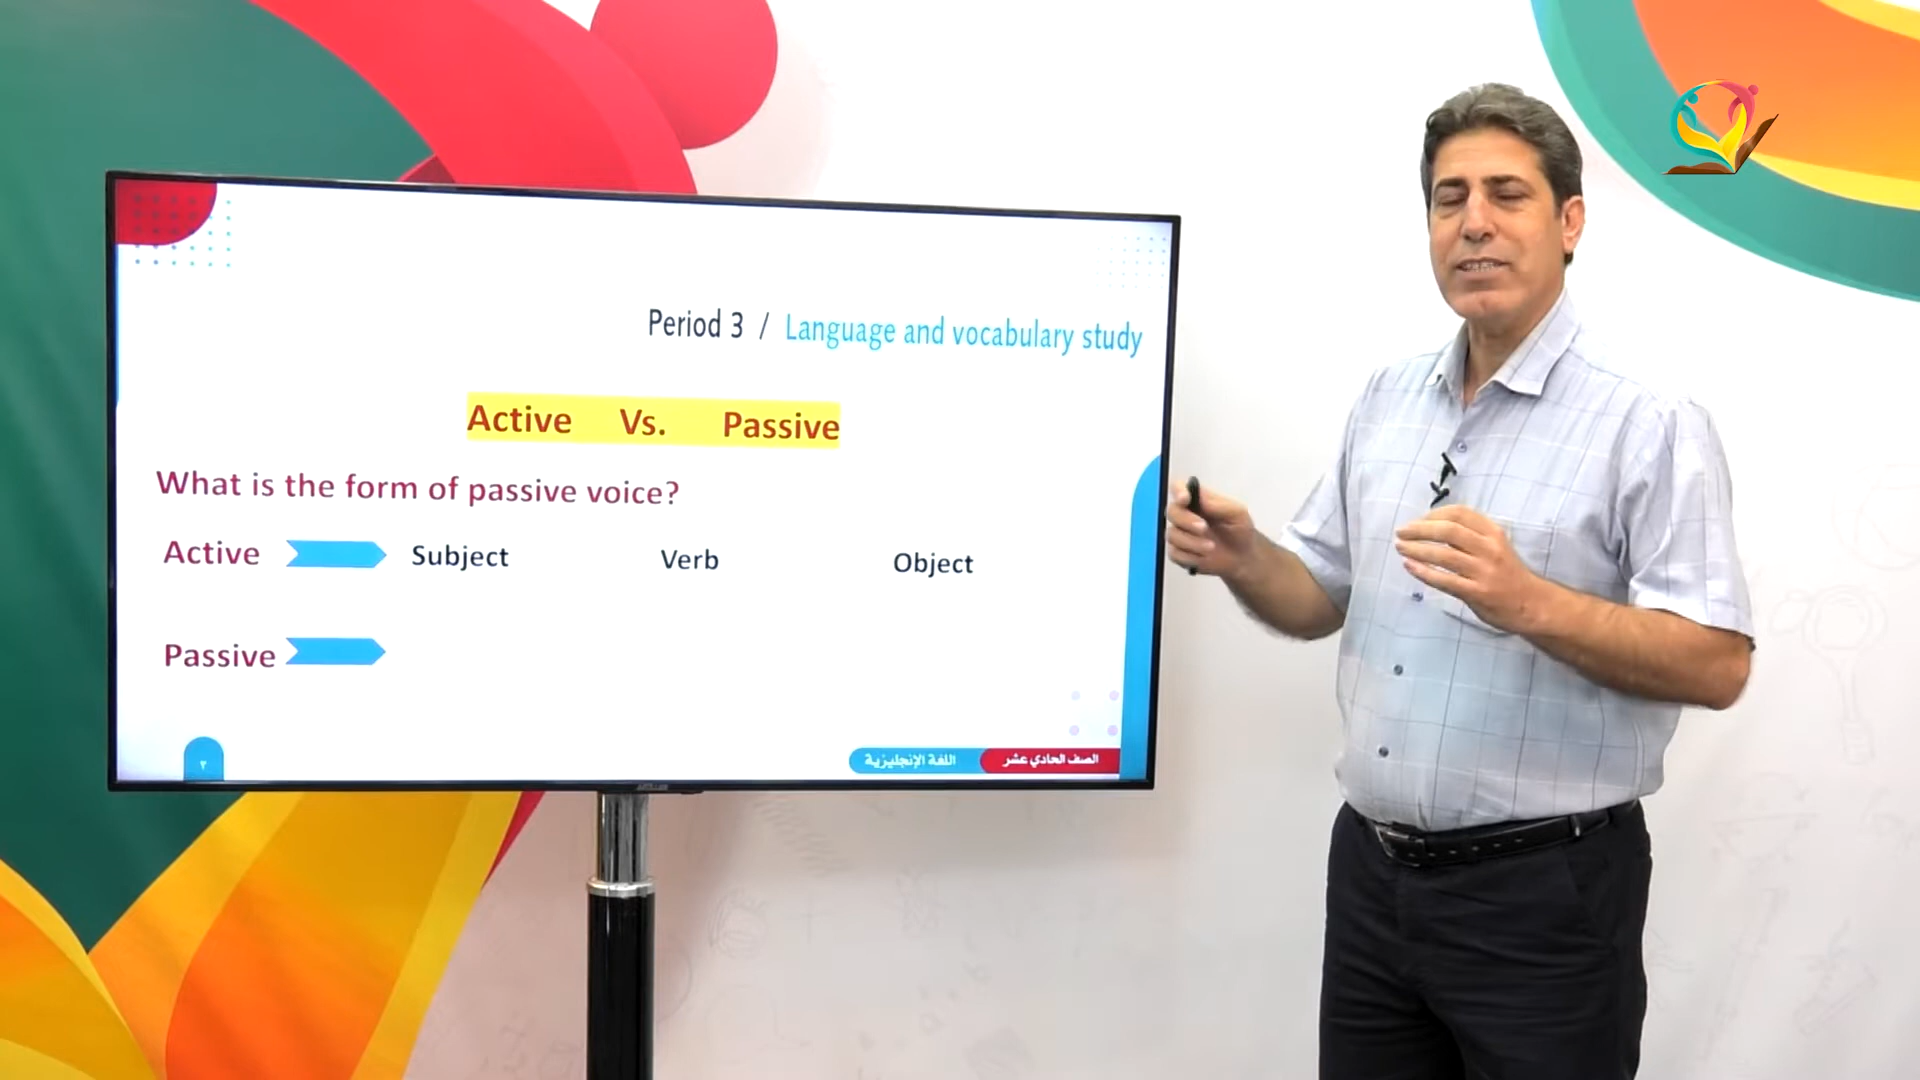 Period 3 / Language and vocabulary study
Active Vs. Passive
What is the form of passive voice?
Active Subject Verb Object
Passive
٢
اللغة الإنجليزية
الصف الحادي عشر